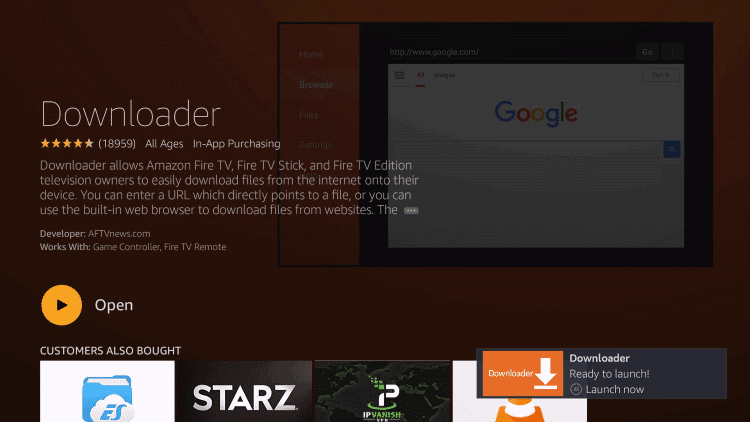 Home
http://www.google.com/
Go
Browser
All
Images
Sign in
Google
Files
Settings
Downloader
(18959) All Ages In-App Purchasing
Downloader allows Amazon Fire TV, Fire TV Stick, and Fire TV Edition
television owners to easily download files from the internet onto their
device. You can enter a URL which directly points to a file, or you can
use the built-in web browser to download files from websites. The
Developer: AFTVnews.com
Works With: Game Controller, Fire TV Remote
Open
CUSTOMERS ALSO BOUGHT
ES
STARZ
IPVANISH
VPN
Downloader
Downloader
Ready to launch!
Launch now